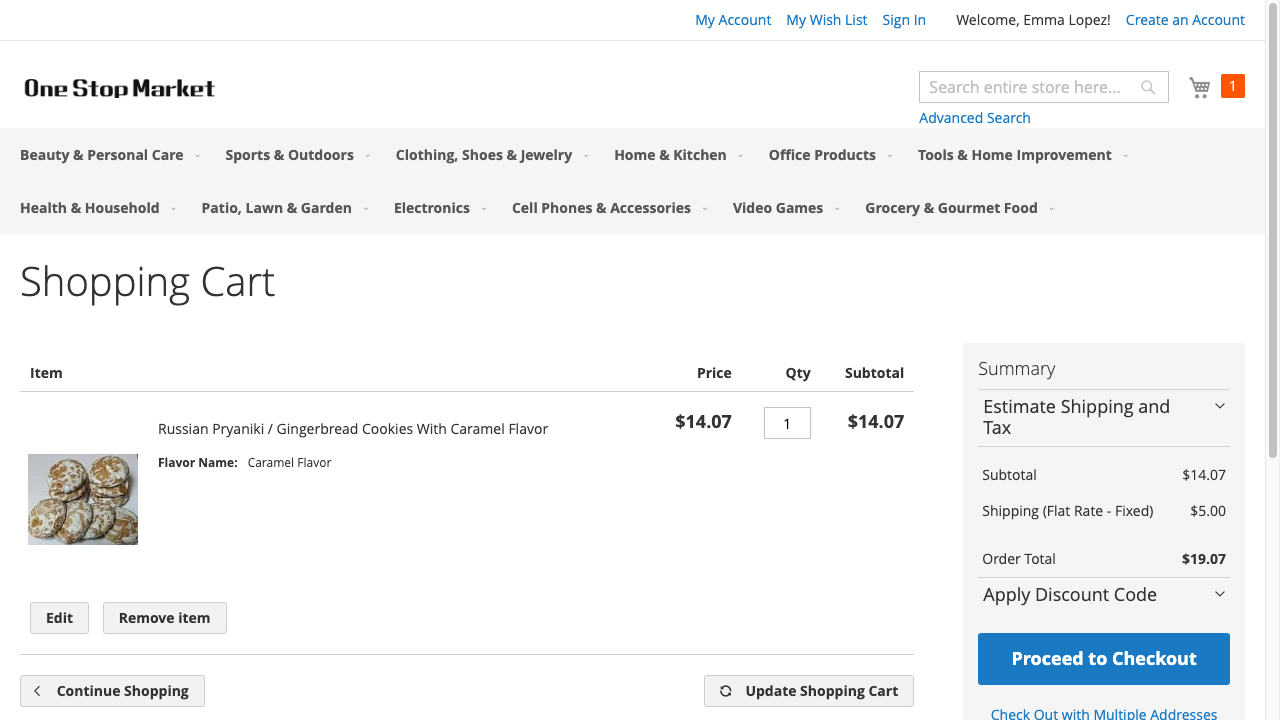 My Account My Wish List Sign In Welcome, Emma Lopez! Create an Account
One Stop Market
Search entire store here...
1
Advanced Search
Beauty & Personal Care Sports & Outdoors Clothing, Shoes & Jewelry Home & Kitchen Office Products Tools & Home Improvement
Health & Household Patio, Lawn & Garden Electronics Cell Phones & Accessories Video Games Grocery & Gourmet Food
Shopping Cart
Item Price Qty Subtotal
Russian Pryaniki / Gingerbread Cookies With Caramel Flavor $14.07 1 $14.07
Flavor Name: Caramel Flavor
Edit Remove item
Continue Shopping Update Shopping Cart
Summary
Estimate Shipping and
Tax
Subtotal $14.07
Shipping (Flat Rate - Fixed) $5.00
Order Total $19.07
Apply Discount Code
Proceed to Checkout
Check Out with Multiple Addresses